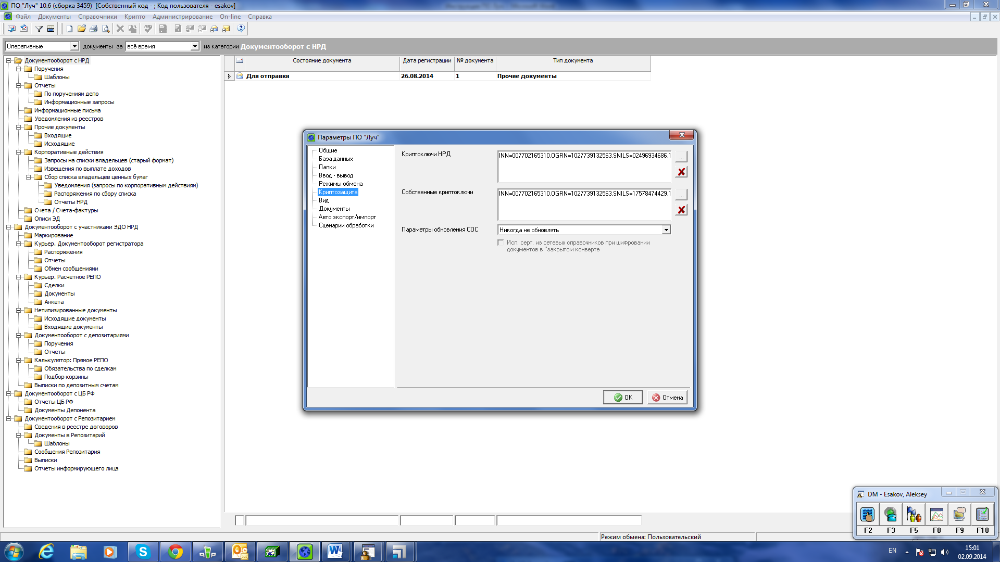 ПО "Луч" 10.6 (сборка 3459)  [Собственный код - ; Код пользователя - esakov]
Файл Документы Справочники Крипто Администрирование On-line Справка
Оперативные документы за всё время из категории Документооборот с НРД
Документооборот с НРД
Поручения
Шаблоны
Отчеты
По поручениям депо
Информационные запросы
Информационные письма
Уведомления из реестров
Прочие документы
Входящие
Исходящие
Корпоративные действия
Запросы на списки владельцев (старый формат)
Извещения по выплате доходов
Сбор списка владельцев ценных бумаг
Уведомления (запросы по корпоративным действиям)
Распоряжения по сбору списка
Отчеты НРД
Счета / Счета-фактуры
Описи ЭД
Документооборот с участниками ЭДО НРД
Маркирование
Курьер. Документооборот регистратора
Распоряжения
Отчеты
Обмен сообщениями
Курьер. Расчетное РЕПО
Сделки
Документы
Анкета
Нетипизированные документы
Исходящие документы
Входящие документы
Документооборот с депозитариями
Поручения
Отчеты
Калькулятор: Прямое РЕПО
Обязательства по сделкам
Подбор корзины
Выписки по депозитным счетам
Документооборот с ЦБ РФ
Отчеты ЦБ РФ
Документы Депонента
Документооборот с Репозитарием
Сведения в реестре договоров
Документы в Репозитарий
Шаблоны
Сообщения Репозитария
Выписки
Отчеты информирующего лица
Состояние документа Дата регистрации № документа Тип документа
Для отправки 26.08.2014 1 Прочие документы
Параметры ПО "Луч"
Общие
База данных
Папки
Ввод - вывод
Режимы обмена
Криптозащита
Вид
Документы
Авто экспорт/импорт
Сценарии обработки
Криптоключи НРД INN=007702165310,OGRN=1027739132563,SNILS=02496934686, ...
Собственные криптоключи INN=007702165310,OGRN=1027739132563,SNILS=17578474429, ...
Параметры обновления СОС Никогда не обновлять
Исп. серт. из сетевых справочников при шифровании
документов в "закрытом конверте
OK Отмена
DM - Esakov, Aleksey
F2 F3 F5 F8 F9 F10
Режим обмена: Пользовательский
EN 15:01
02.09.2014